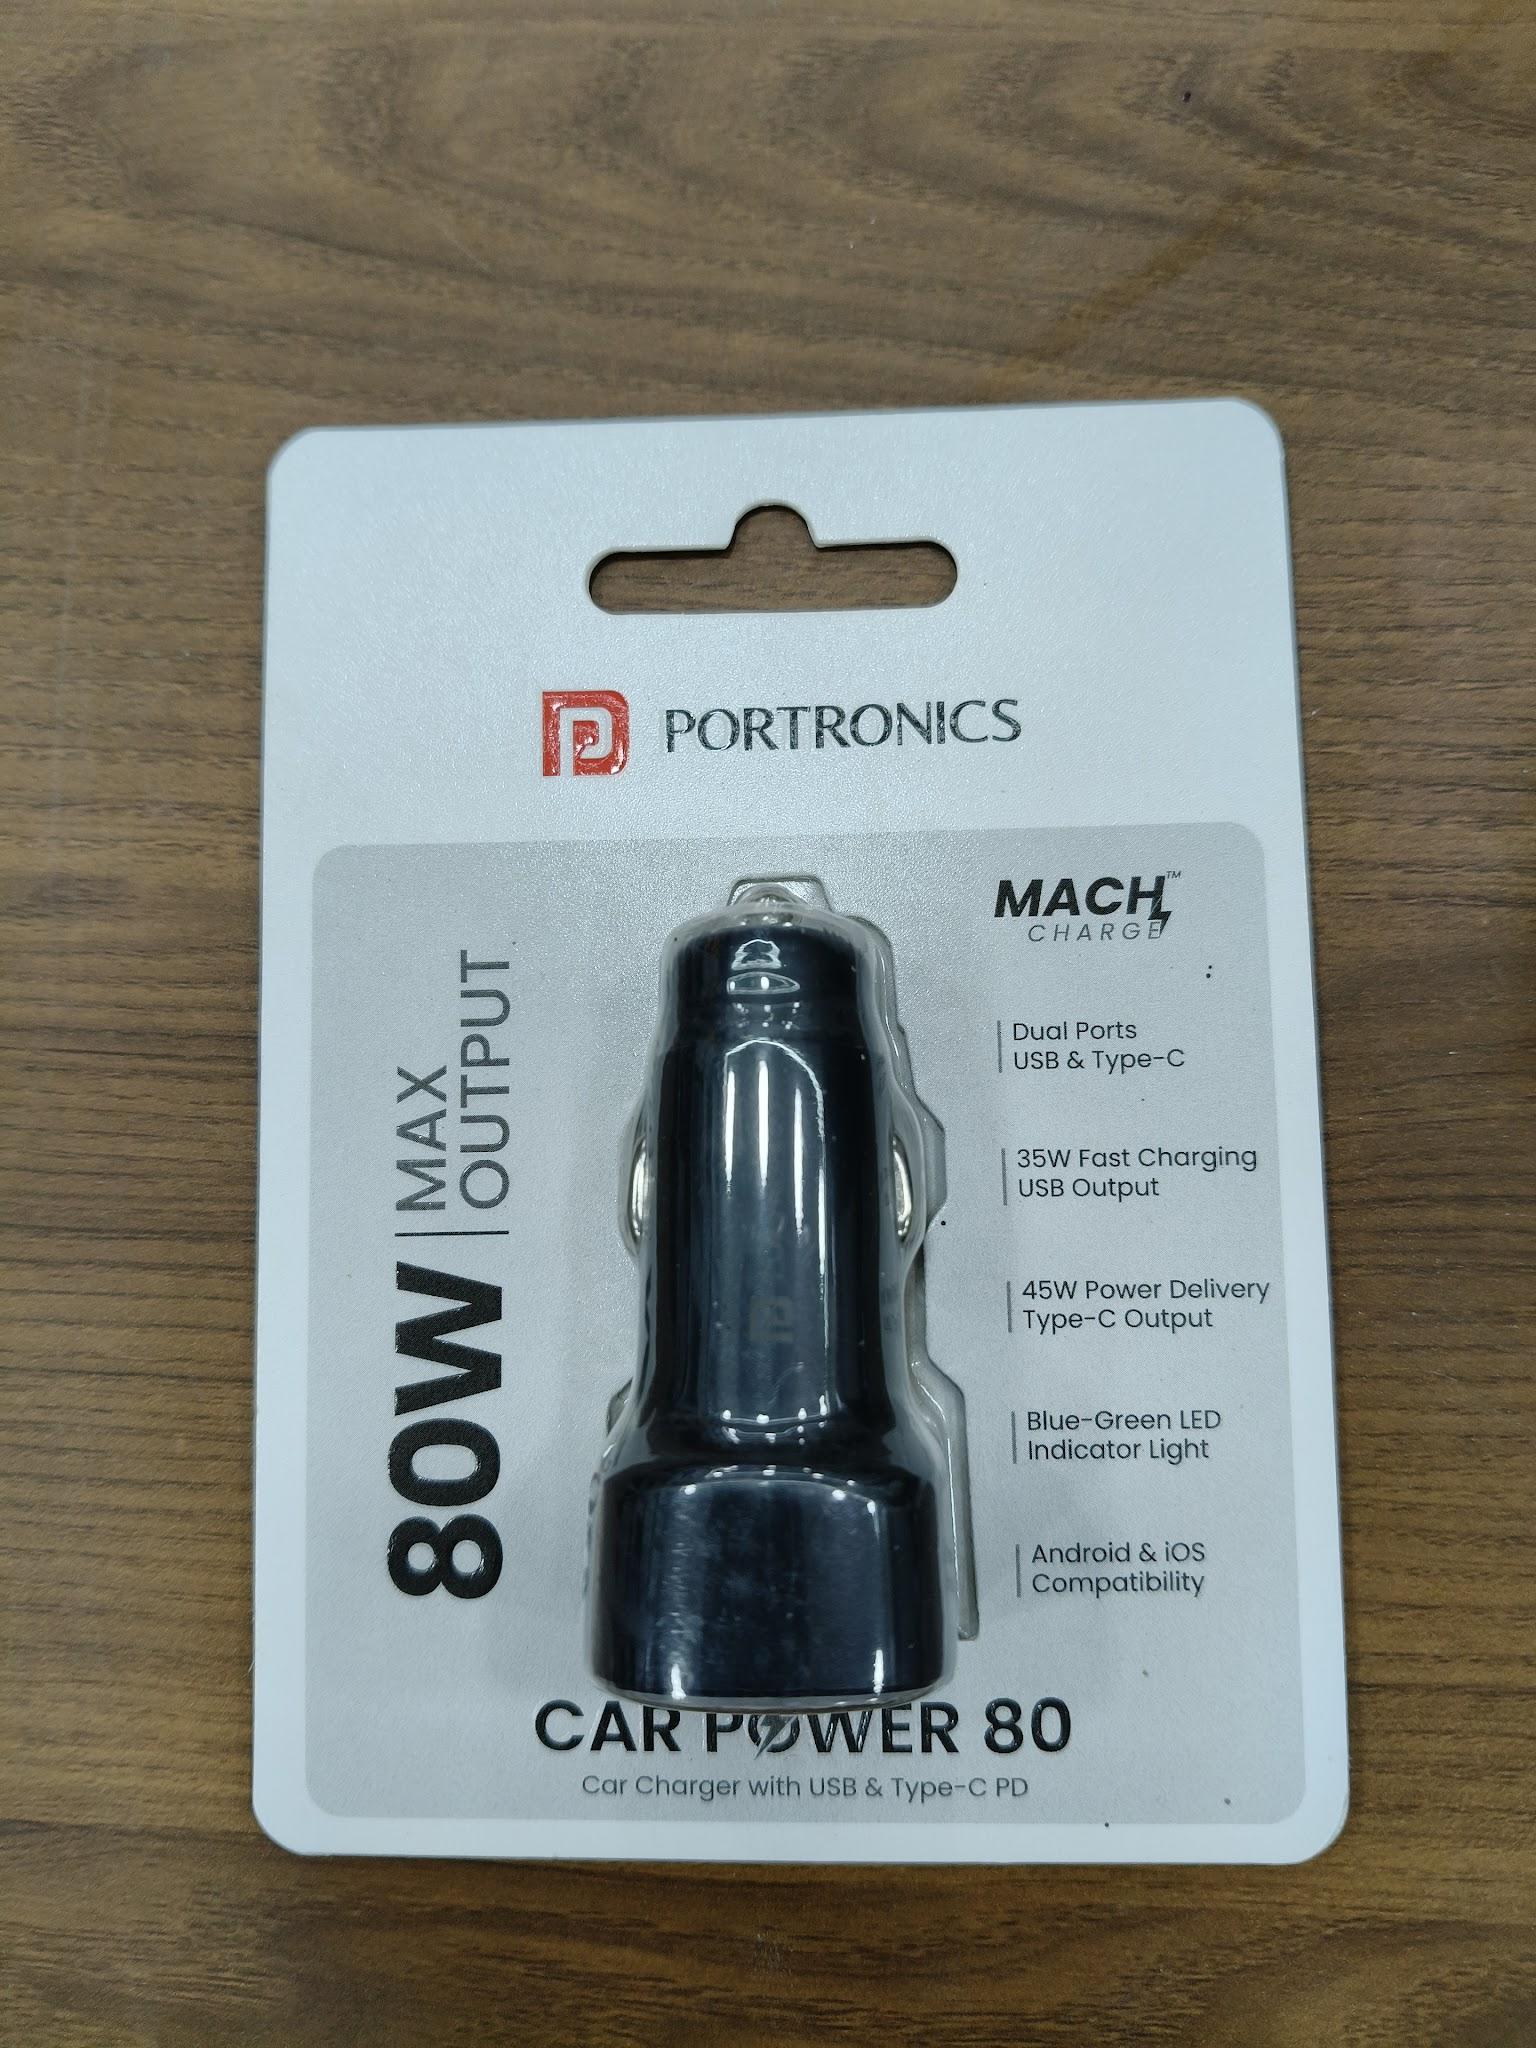 PORTRONICS
MACH™
CHARGE
80W
MAX
OUTPUT
Dual Ports
USB & Type-C
35W Fast Charging
USB Output
45W Power Delivery
Type-C Output
Blue-Green LED
Indicator Light
Android & iOS
Compatibility
CAR POWER 80
Car Charger with USB & Type-C PD